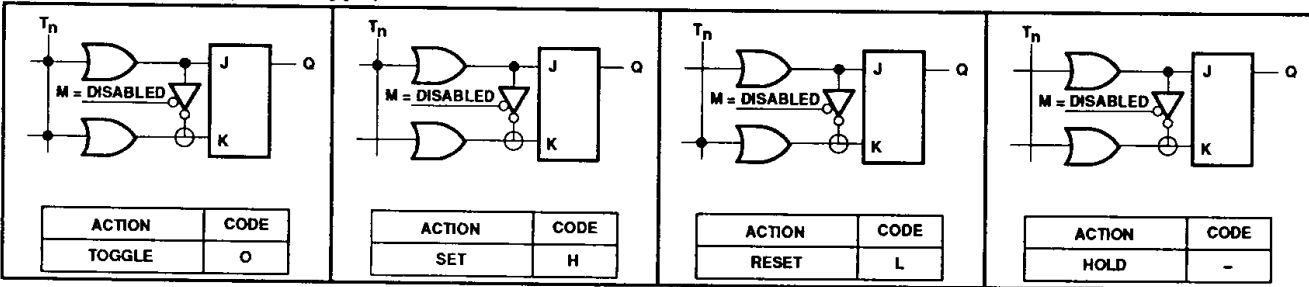 Tn
J
Q
M = DISABLED
K
ACTION CODE
TOGGLE O
Tn
J
Q
M = DISABLED
K
ACTION CODE
SET H
Tn
J
Q
M = DISABLED
K
ACTION CODE
RESET L
Tn
J
Q
M = DISABLED
K
ACTION CODE
HOLD –